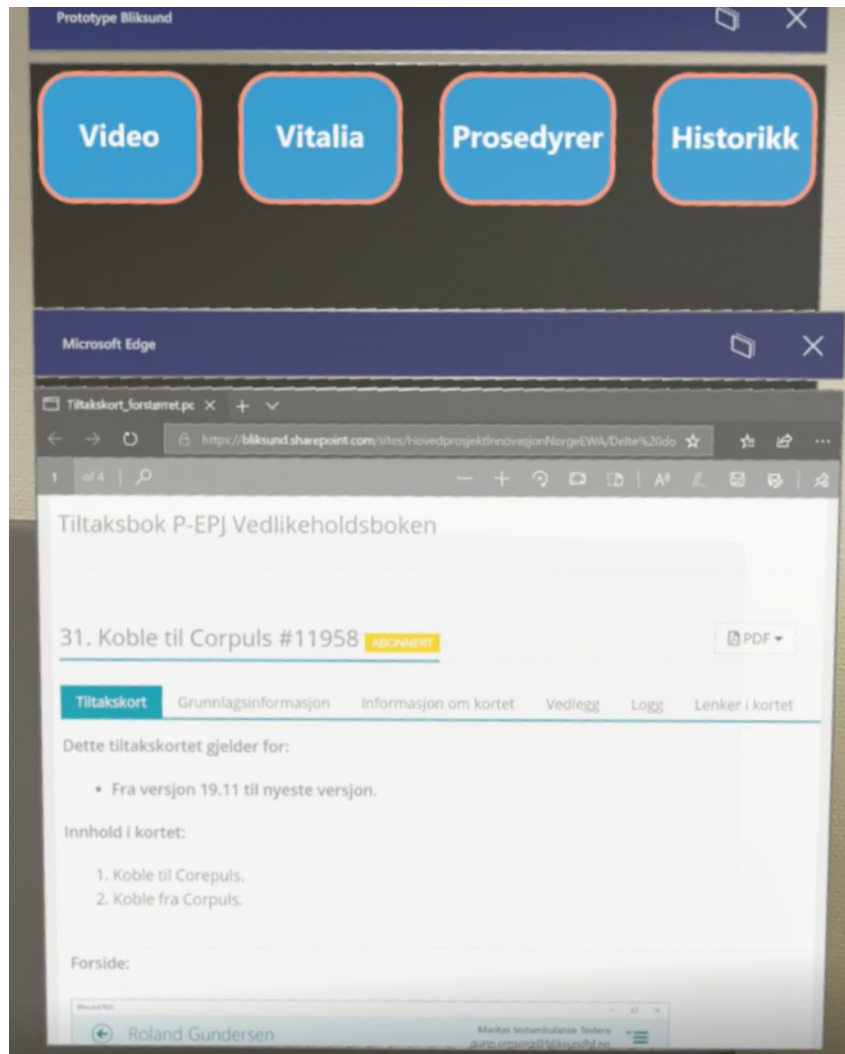 Prototype Bliksund
Video Vitalia Prosedyrer Historikk
Microsoft Edge
Tiltakskort_forstørret.pc
https://bliksund.sharepoint.com/sites/HovedprosjektInnovasjonNorgeEWA/Delte%20do
1 of 4
Tiltaksbok P-EPJ Vedlikeholdsboken
31. Koble til Corpuls #11958 ABONNERT PDF
Tiltakskort Grunnlagsinformasjon Informasjon om kortet Vedlegg Logg Lenker i kortet
Dette tiltakskortet gjelder for:
• Fra versjon 19.11 til nyeste versjon.
Innhold i kortet:
1. Koble til Corepuls.
2. Koble fra Corpuls.
Forside:
Roland Gundersen